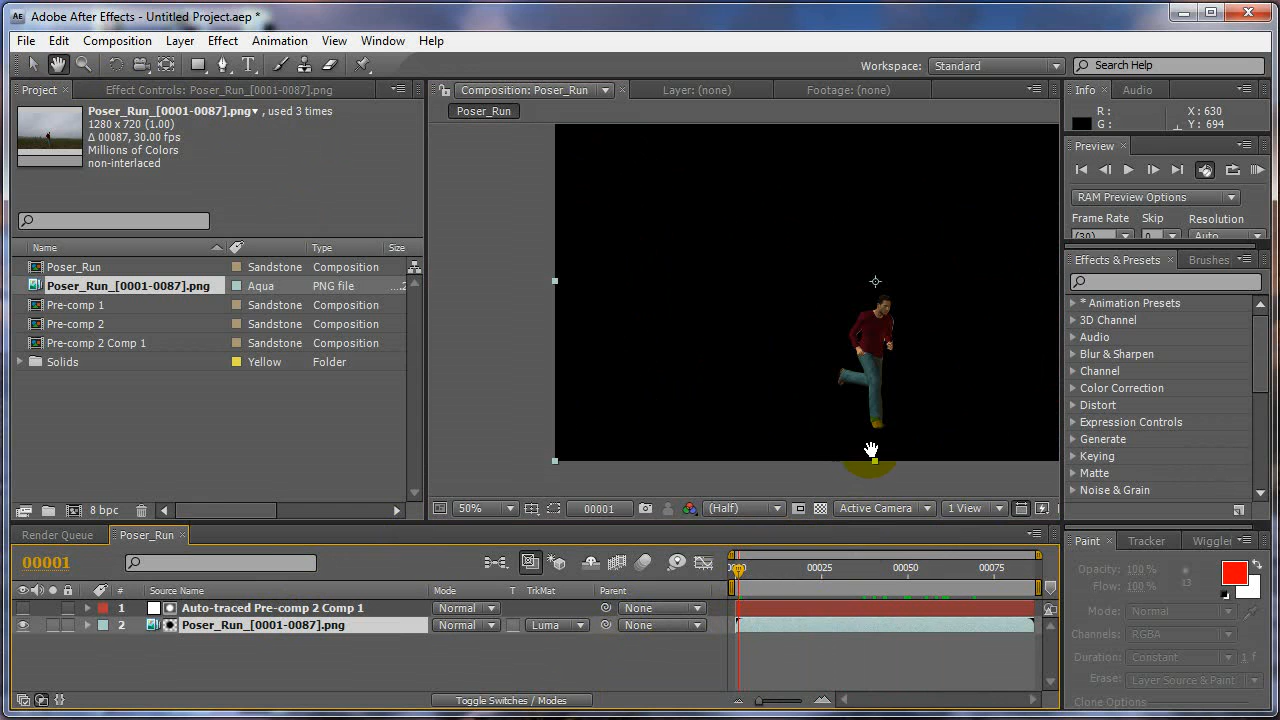 Adobe After Effects - Untitled Project.aep *
File Edit Composition Layer Effect Animation View Window Help
Workspace: Standard Search Help
Project Effect Controls: Poser_Run_[0001-0087].png
Composition: Poser_Run Layer: (none) Footage: (none)
Info Audio
Poser_Run_[0001-0087].png , used 3 times
1280 x 720 (1.00)
Δ 00087, 30.00 fps
Millions of Colors
non-interlaced
Poser_Run
R : X : 630
G : Y : 694
Preview
RAM Preview Options
Frame Rate Skip Resolution
(30) 0 Auto
Name Type Size
Poser_Run Sandstone Composition
Poser_Run_[0001-0087].png Aqua PNG file ...2
Pre-comp 1 Sandstone Composition
Pre-comp 2 Sandstone Composition
Pre-comp 2 Comp 1 Sandstone Composition
Solids Yellow Folder
Effects & Presets Brushes
* Animation Presets
3D Channel
Audio
Blur & Sharpen
Channel
Color Correction
Distort
Expression Controls
Generate
Keying
Matte
Noise & Grain
8 bpc
50% 00001 (Half) Active Camera 1 View
Render Queue Poser_Run
Paint Tracker Wiggler
00001
00025 00050 00075
# Source Name Mode T TrkMat Parent
1 Auto-traced Pre-comp 2 Comp 1 Normal None
2 Poser_Run_[0001-0087].png Normal Luma None
Toggle Switches / Modes
Opacity: 100 %
Flow: 100 %
13
Mode: Normal
Channels: RGBA
Duration: Constant 1 f
Erase: Layer Source & Paint
Clone Options